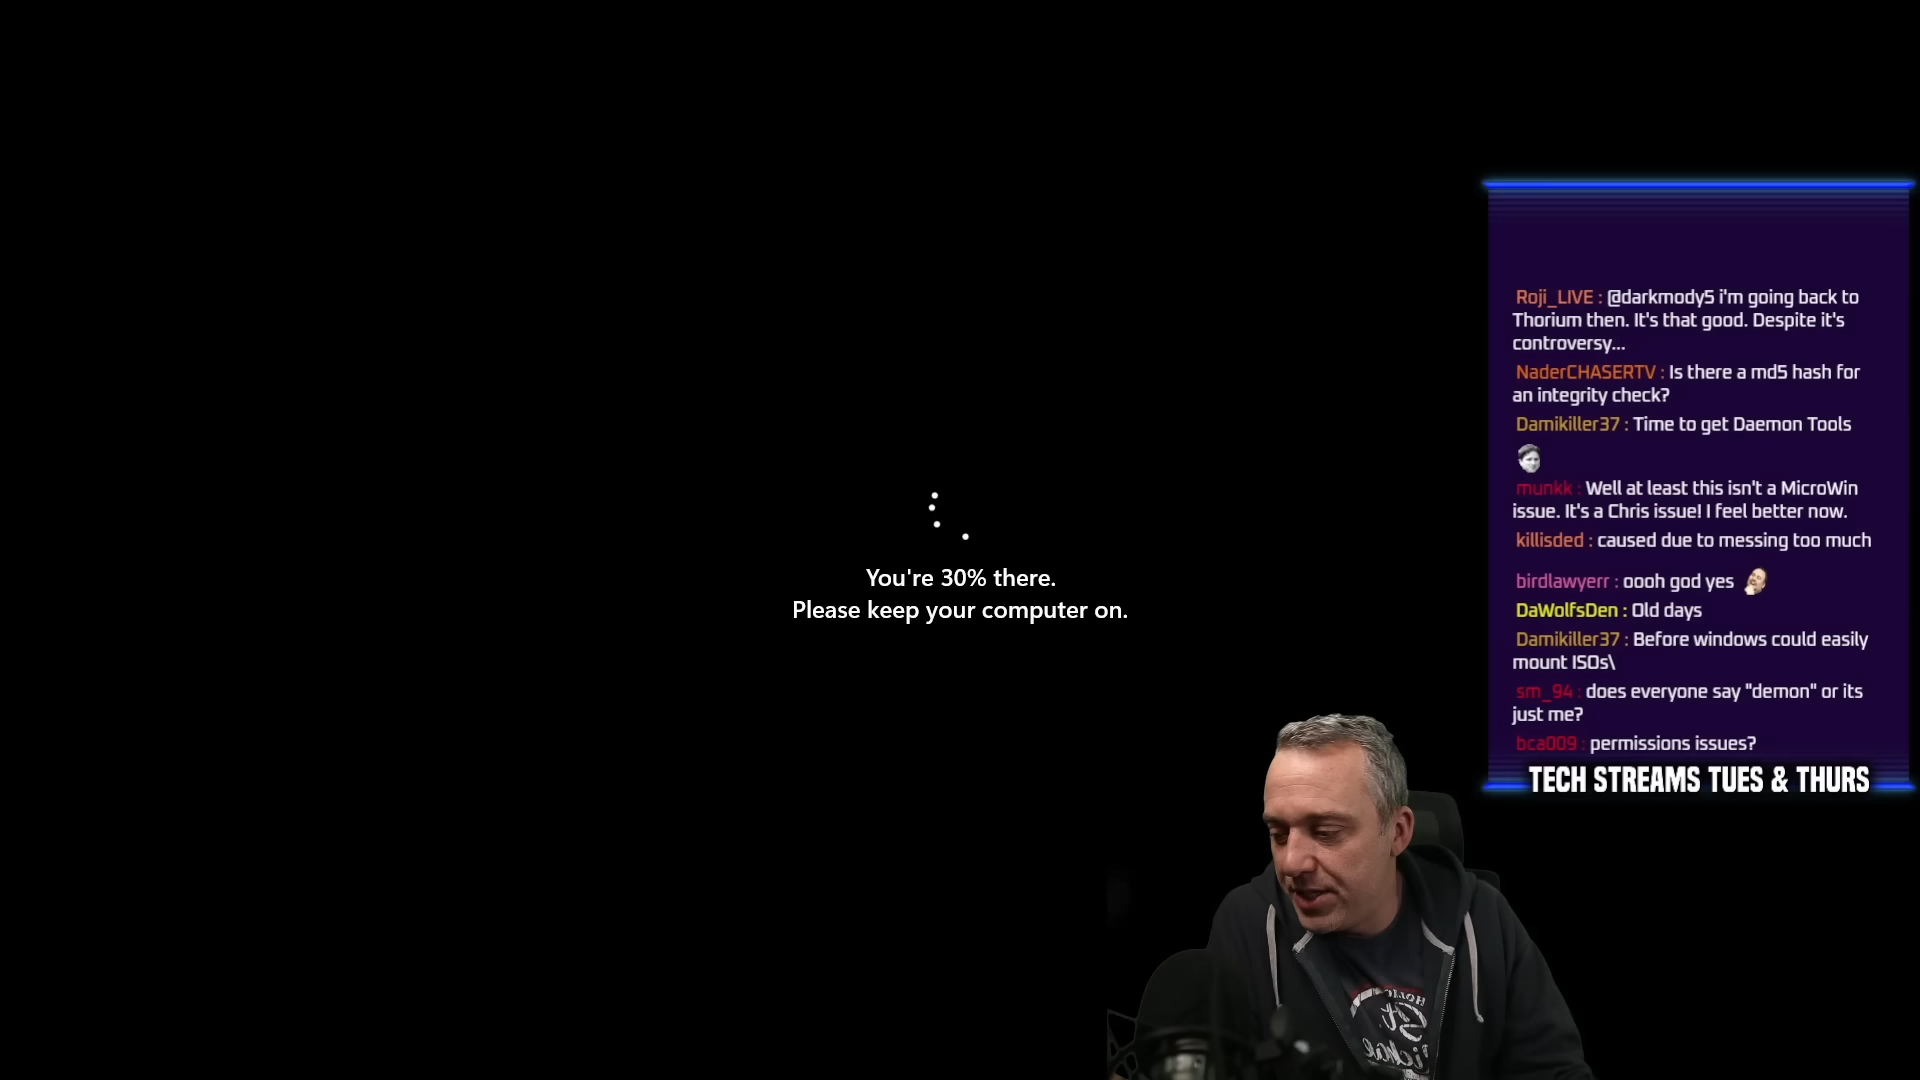 You're 30% there.
Please keep your computer on.
Roji_LIVE : @darkmody5 i'm going back to
Thorium then. It's that good. Despite it's
controversy...
NaderCHASERTV : Is there a md5 hash for
an integrity check?
Damikiller37 : Time to get Daemon Tools
munkk : Well at least this isn't a MicroWin
issue. It's a Chris issue! I feel better now.
killisded : caused due to messing too much
birdlawyerr : oooh god yes
DaWolfsDen : Old days
Damikiller37 : Before windows could easily
mount ISOs\
sm_94 : does everyone say "demon" or its
just me?
bca009 : permissions issues?
TECH STREAMS TUES & THURS